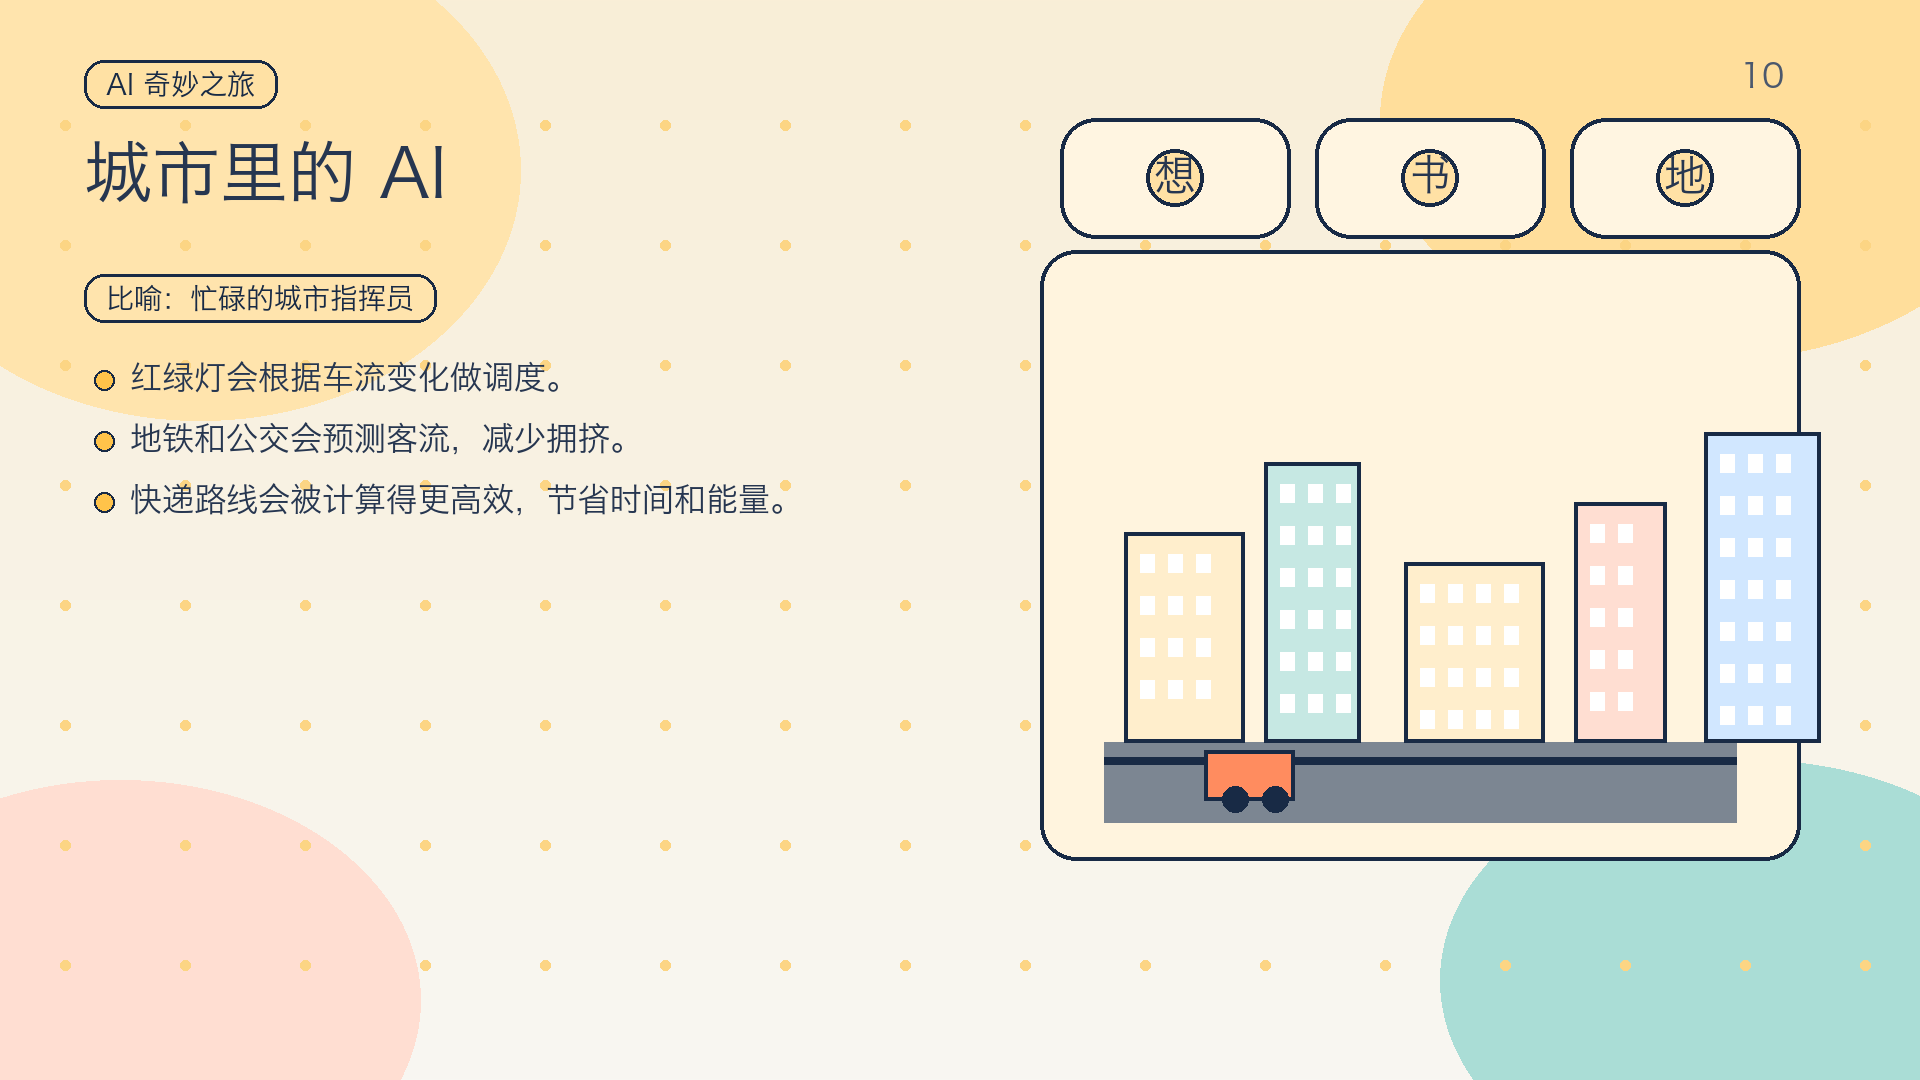 AI 奇妙之旅
10
城市里的 AI
想
书
地
比喻：忙碌的城市指挥员
红绿灯会根据车流变化做调度。
地铁和公交会预测客流，减少拥挤。
快递路线会被计算得更高效，节省时间和能量。